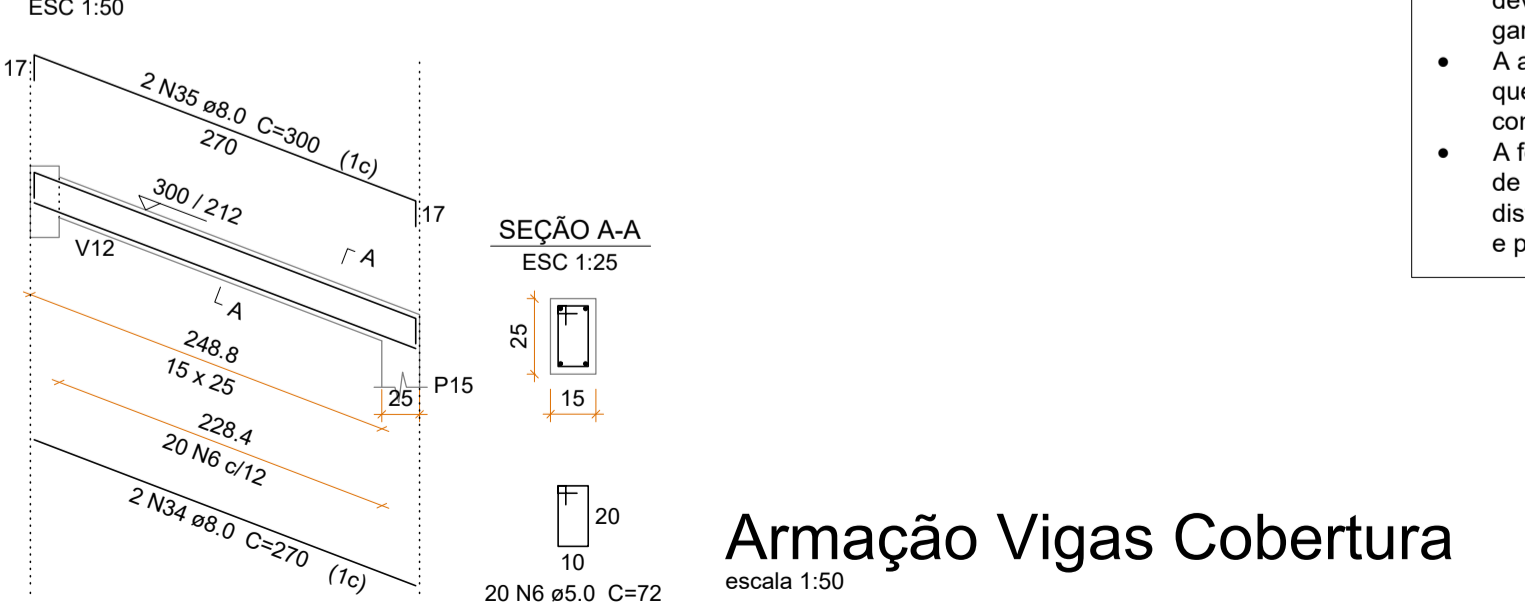 ESC 1:50
17
2 N35 ø8.0 C=300 (1c)
270
17
300 / 212
V12
A
A
248.8
15 x 25
25
P15
228.4
20 N6 c/12
2 N34 ø8.0 C=270 (1c)
SEÇÃO A-A
ESC 1:25
25
15
20
10
20 N6 ø5.0 C=72
Armação Vigas Cobertura
escala 1:50
• A
• A
de
e